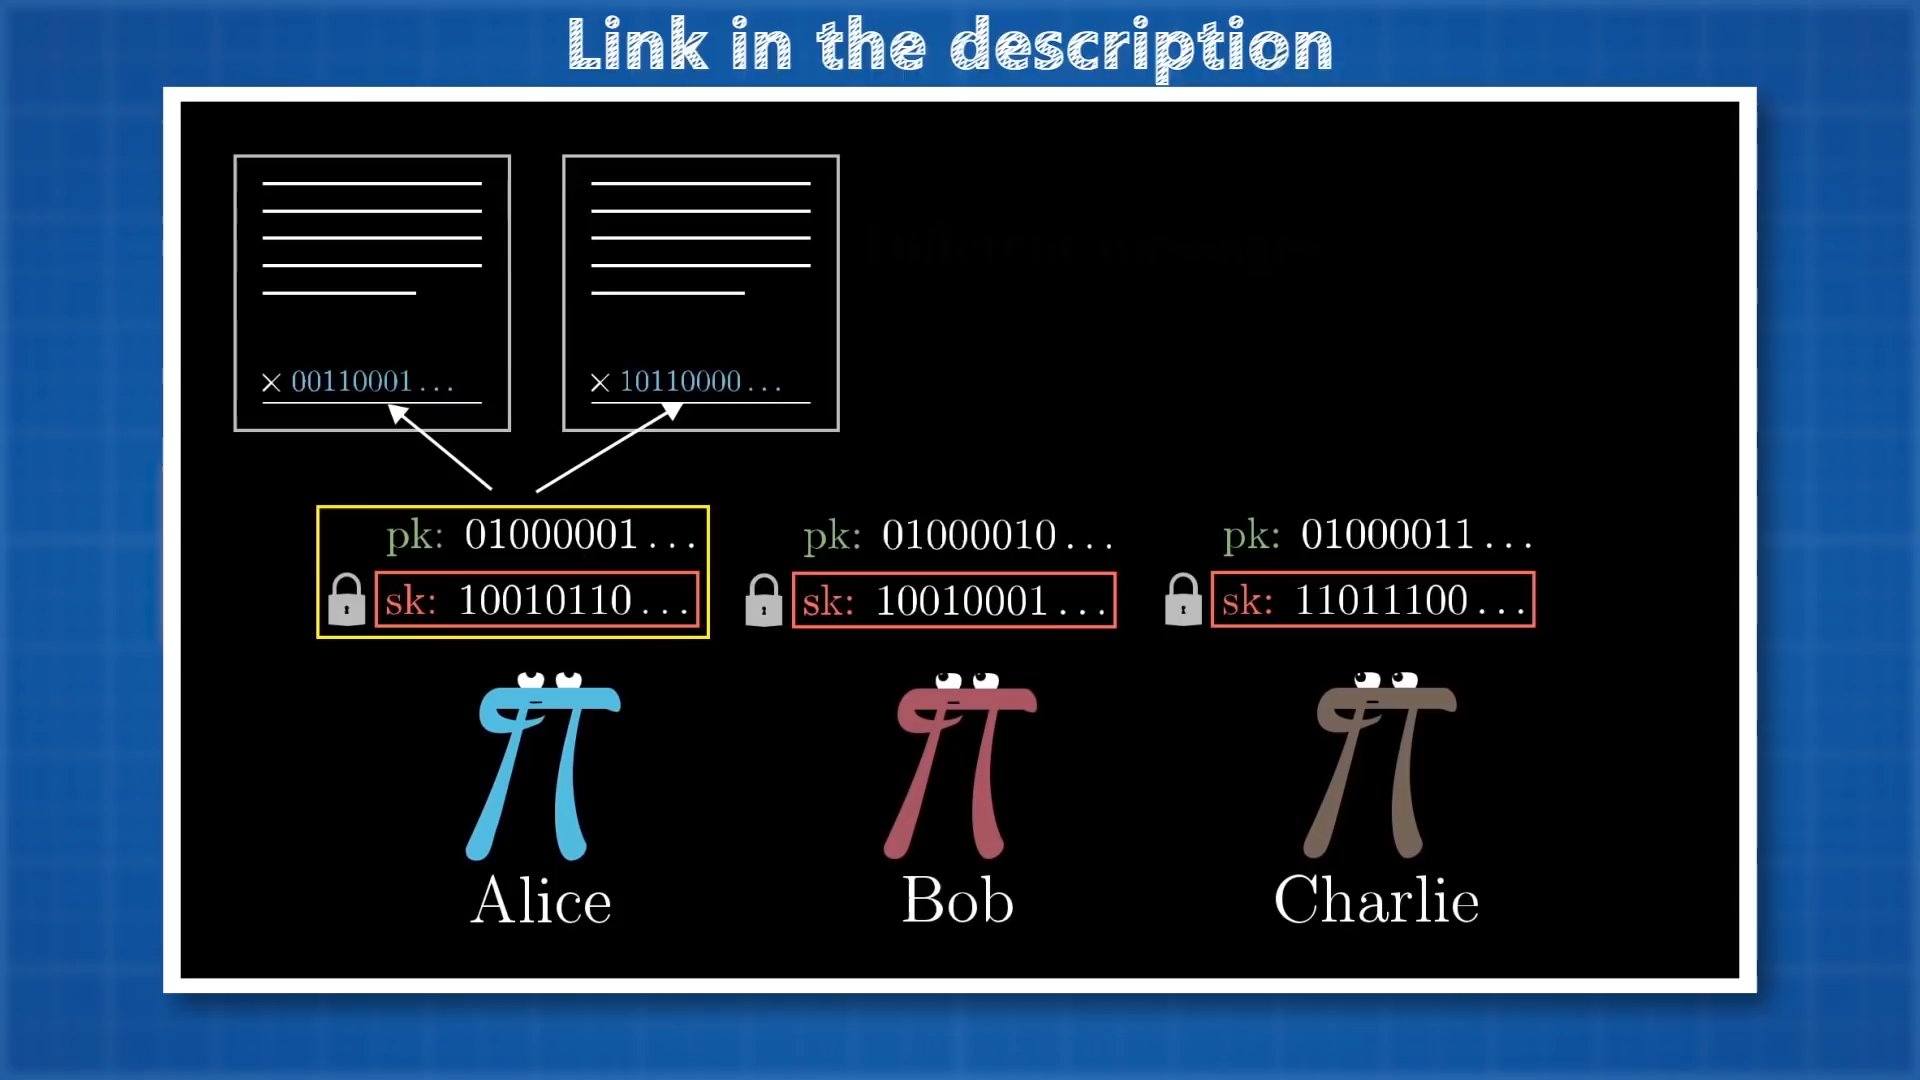 Link in the description
× 00110001...
× 10110000...
pk: 01000001...
sk: 10010110...
pk: 01000010...
sk: 10010001...
pk: 01000011...
sk: 11011100...
Alice
Bob
Charlie